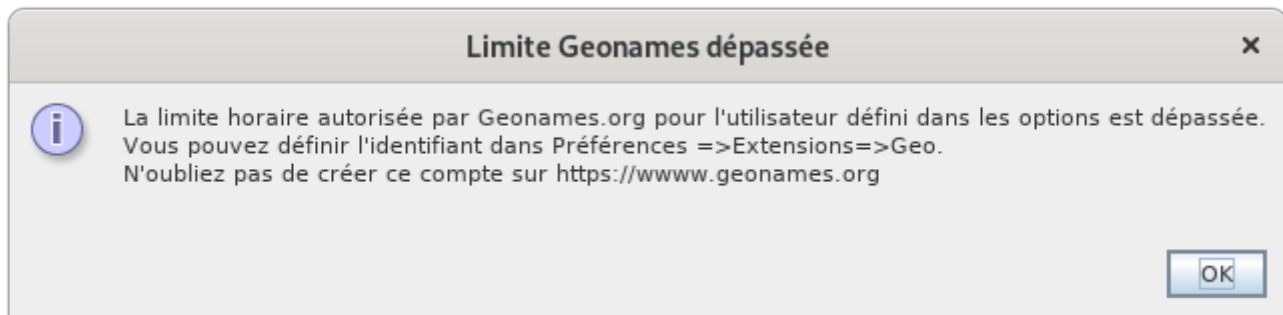 Limite Geonames dépassée
La limite horaire autorisée par Geonames.org pour l'utilisateur défini dans les options est dépassée.
Vous pouvez définir l'identifiant dans Préférences =>Extensions=>Geo.
N'oubliez pas de créer ce compte sur https://wwww.geonames.org
OK